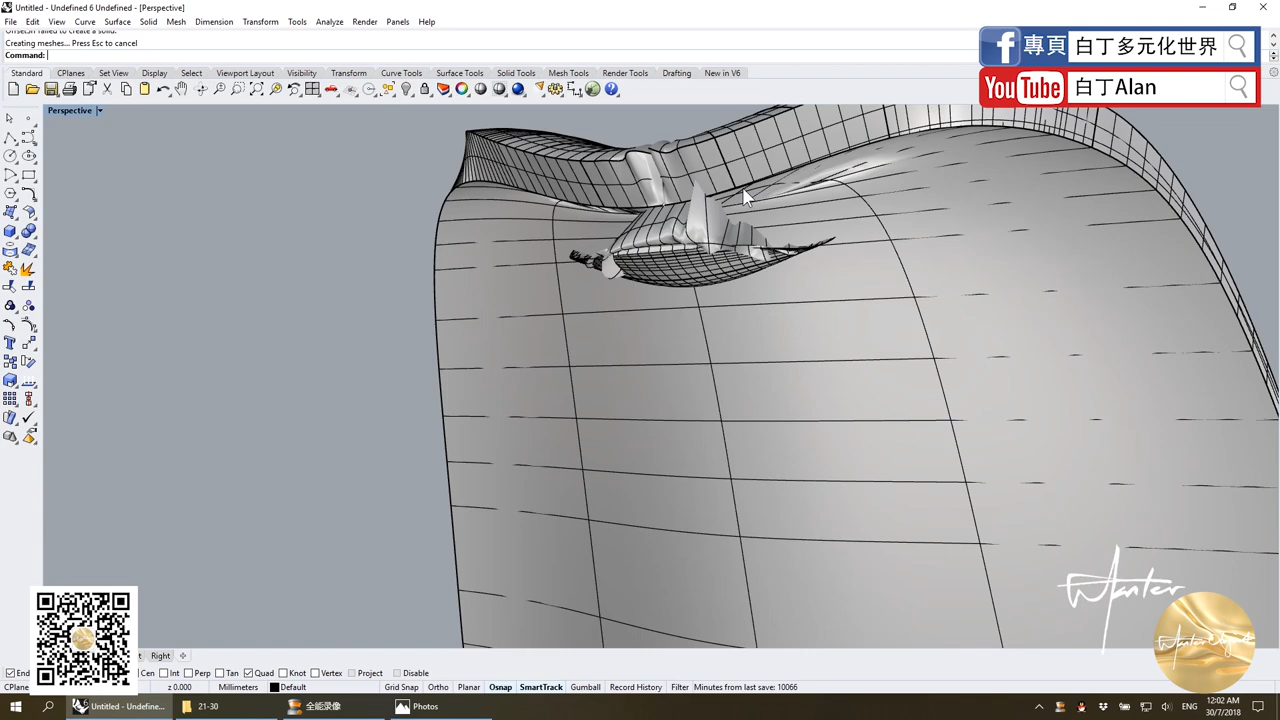 Untitled - Undefined 6 Undefined - [Perspective]
File Edit View Curve Surface Solid Mesh Dimension Transform Tools Analyze Render Panels Help
OffsetSrf failed to create a solid.
Creating meshes... Press Esc to cancel
Command:
專頁 白丁多元化世界
Standard CPlanes Set View Display Select Viewport Layout Visibility Transform Curve Tools Surface Tools Solid Tools Mesh Tools Render Tools Drafting New in V6
YouTube 白丁Alan
Perspective
Right
End Cen Int Perp Tan Quad Knot Vertex Project Disable
CPlane z 0.000 Millimeters Default Grid Snap Ortho Planar Osnap SmartTrack Gumball Record History Filter Minutes from last save: 10066
Untitled - Undefine... 21-30 全能录像 Photos ENG 12:02 AM
30/7/2018